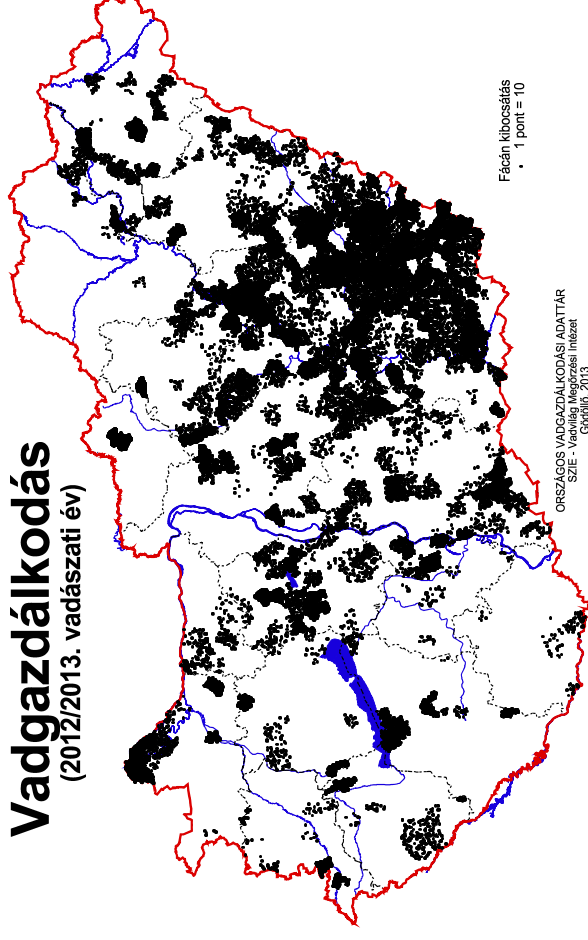 Vadgazdálkodás
(2012/2013. vadászati év)
Fácán kibocsátás
• 1 pont = 10
ORSZÁGOS VADGAZDÁLKODÁSI ADATTÁR
SZIE - Vadvilág Megőrzési Intézet
Gödöllő, 2013